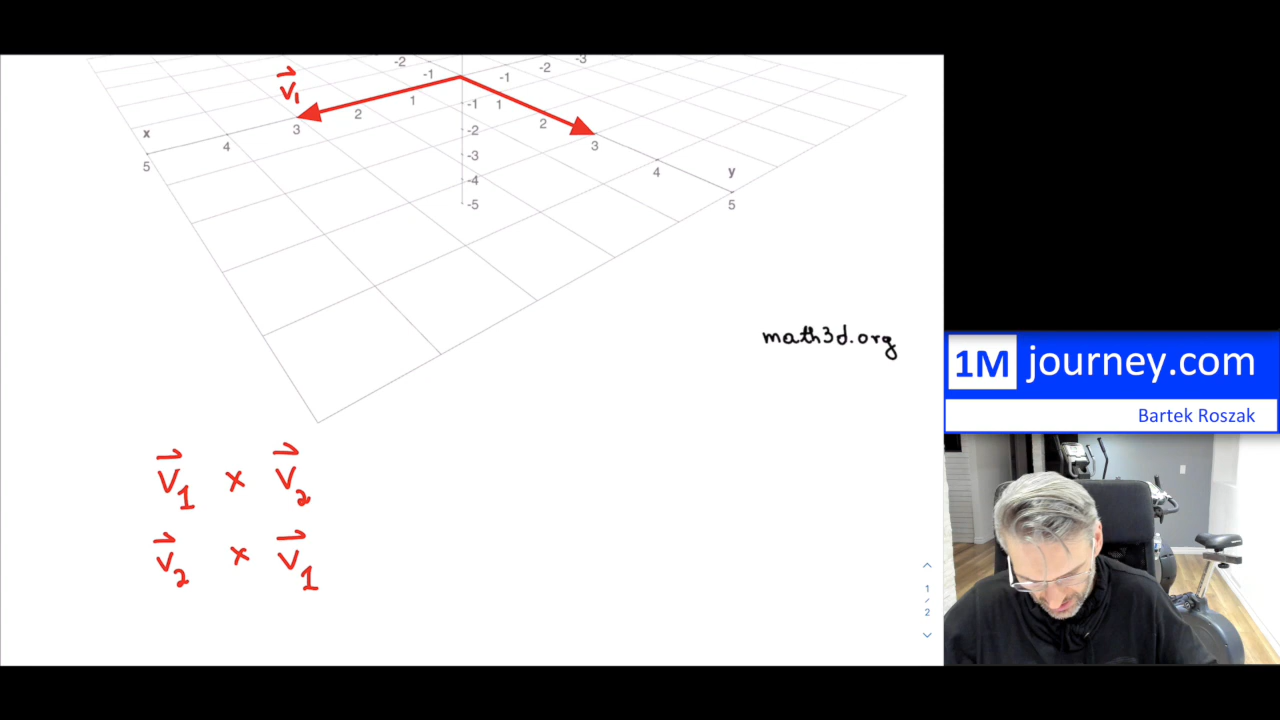 -2 -1 -1 -2 -3
v₁
1 2 3 4 5
x
-1 -2 -3 -4 -5
1 2 3 4 5
y
math3d.org
V₁ × V₂
V₂ × V₁
1
/
2
1M journey.com
Bartek Roszak